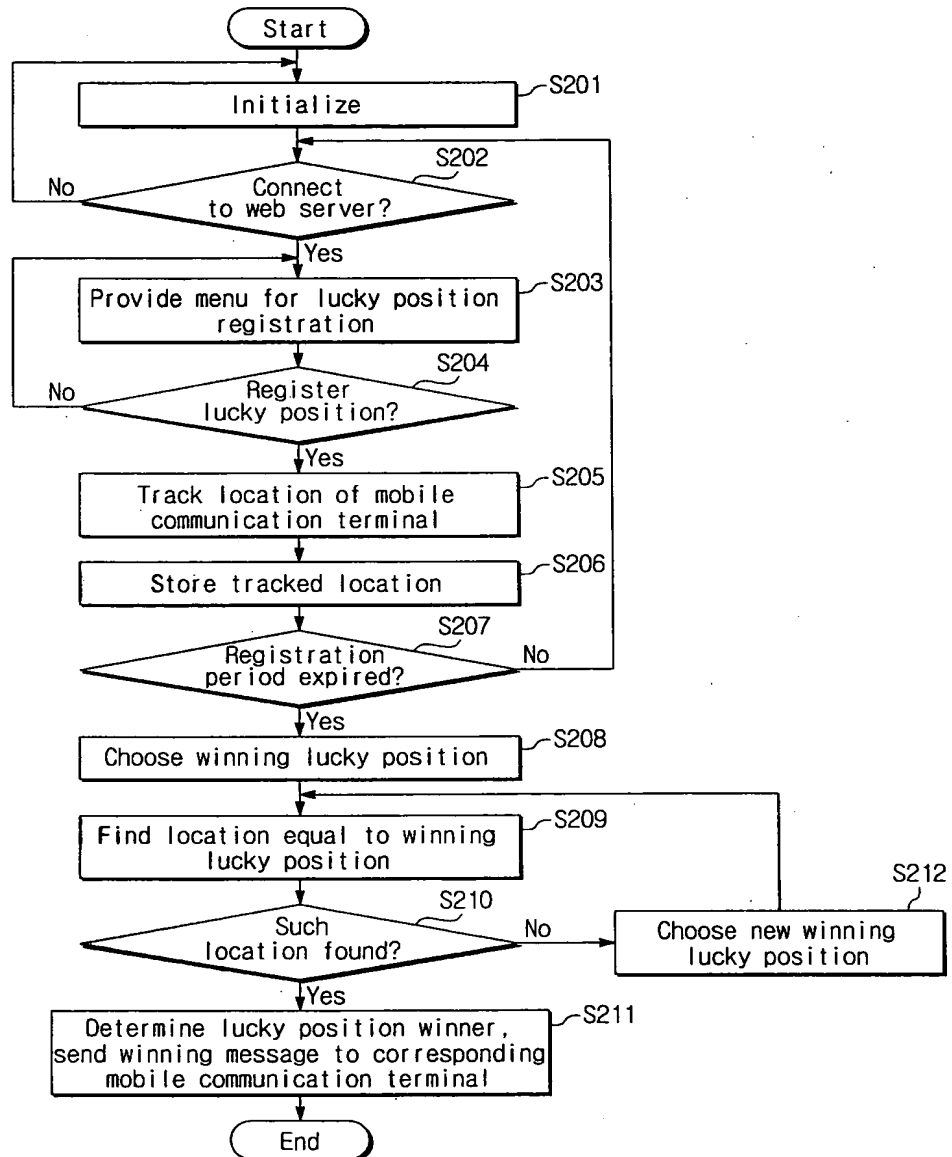 Start
S201
Initialize
S202
No
Connect
to web server?
Yes
S203
Provide menu for lucky position
registration
S204
No
Register
lucky position?
Yes
S205
Track location of mobile
communication terminal
S206
Store tracked location
S207
Registration
period expired?
No
Yes
S208
Choose winning lucky position
S209
Find location equal to winning
lucky position
S210
Such
location found?
No
S212
Choose new winning
lucky position
Yes
S211
Determine lucky position winner,
send winning message to corresponding
mobile communication terminal
End